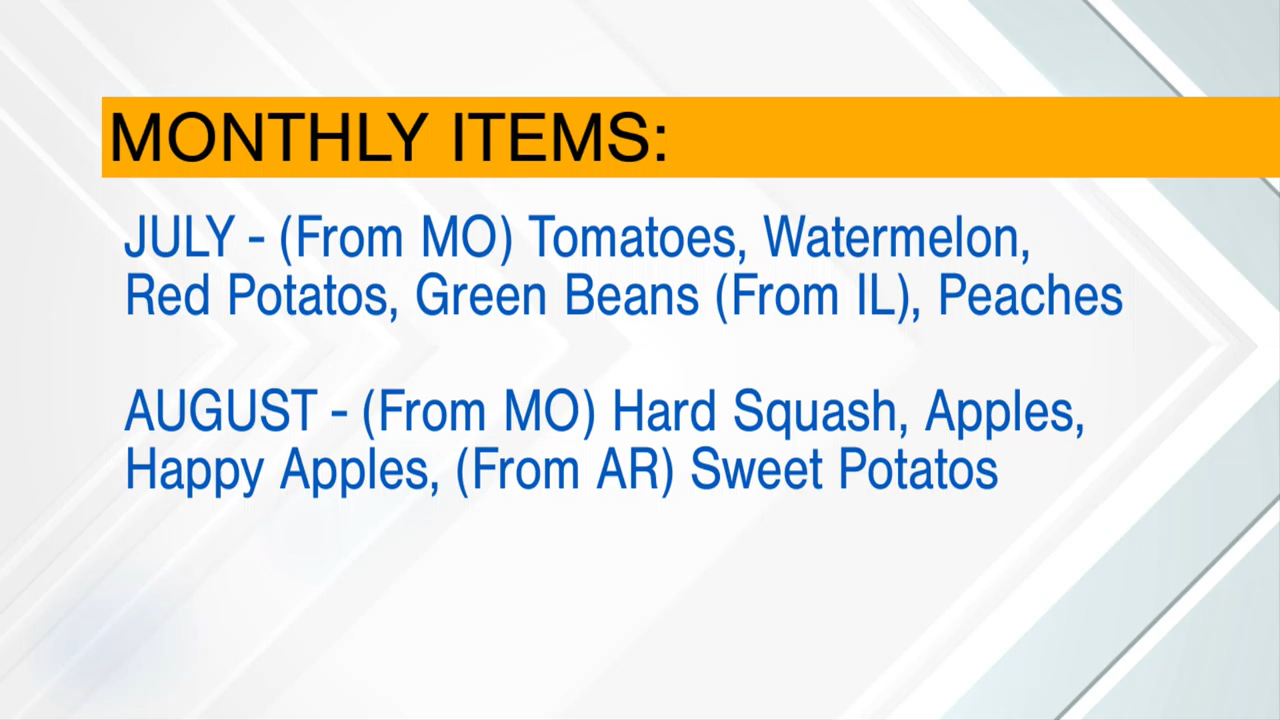 MONTHLY ITEMS:
JULY - (From MO) Tomatoes, Watermelon,
Red Potatos, Green Beans (From IL), Peaches
AUGUST - (From MO) Hard Squash, Apples,
Happy Apples, (From AR) Sweet Potatos